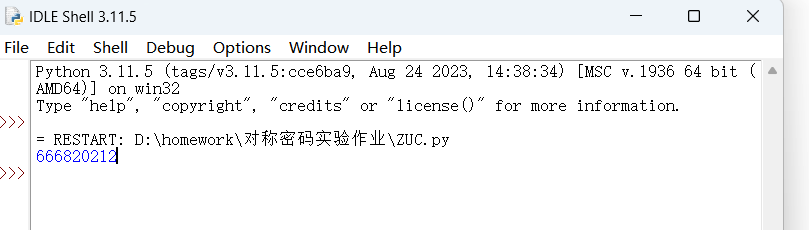 IDLE Shell 3.11.5
File Edit Shell Debug Options Window Help
Python 3.11.5 (tags/v3.11.5:cce6ba9, Aug 24 2023, 14:38:34) [MSC v.1936 64 bit (
AMD64)] on win32
Type "help", "copyright", "credits" or "license()" for more information.
>>>
= RESTART: D:\homework\对称密码实验作业\ZUC.py
666820212
>>>